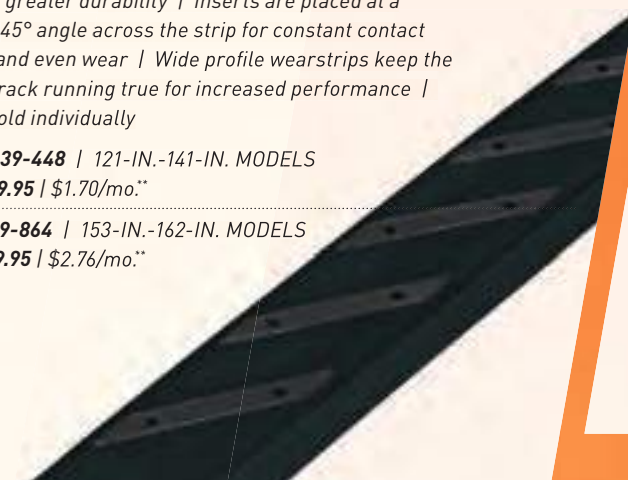 greater durability | Inserts are placed at a
45° angle across the strip for constant contact
and even wear | Wide profile wearstrips keep the
rack running true for increased performance |
old individually
39-448 | 121-IN.-141-IN. MODELS
9.95 | $1.70/mo.**
9-864 | 153-IN.-162-IN. MODELS
9.95 | $2.76/mo.**